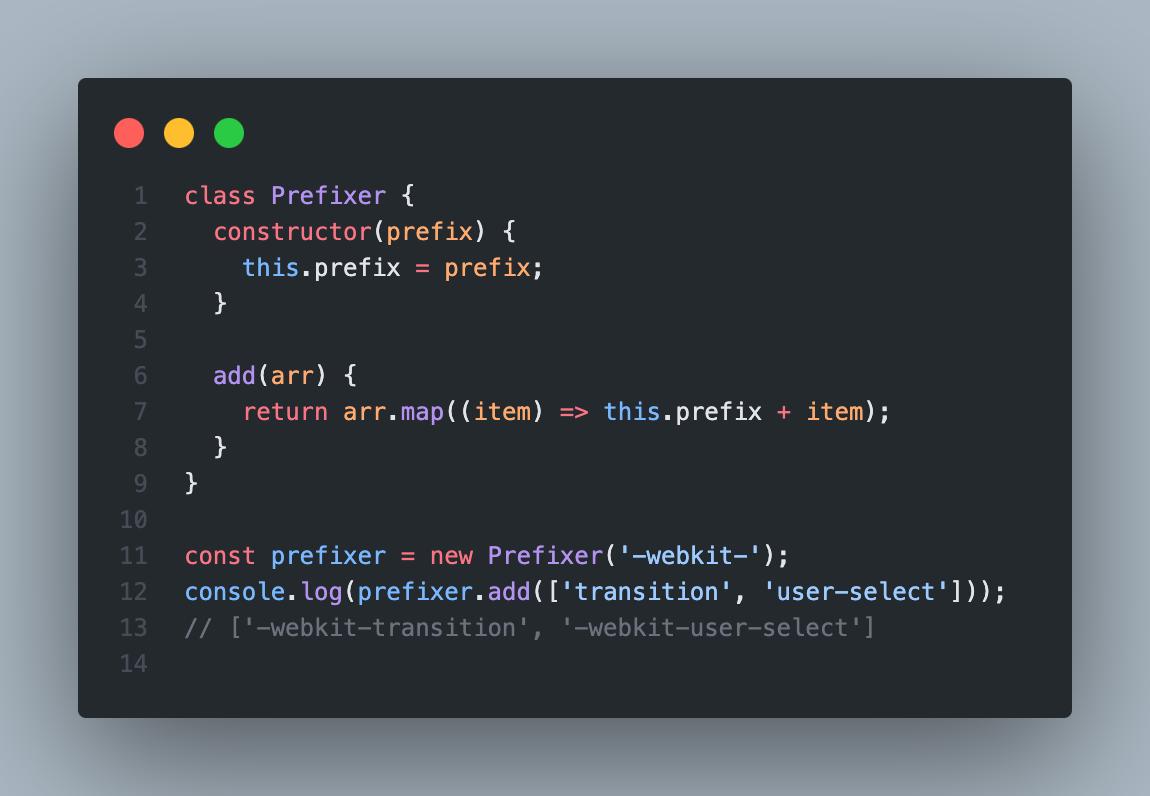 1 class Prefixer {
2   constructor(prefix) {
3     this.prefix = prefix;
4   }
5
6   add(arr) {
7     return arr.map((item) => this.prefix + item);
8   }
9 }
10
11 const prefixer = new Prefixer('-webkit-');
12 console.log(prefixer.add(['transition', 'user-select']));
13 // ['-webkit-transition', '-webkit-user-select']
14